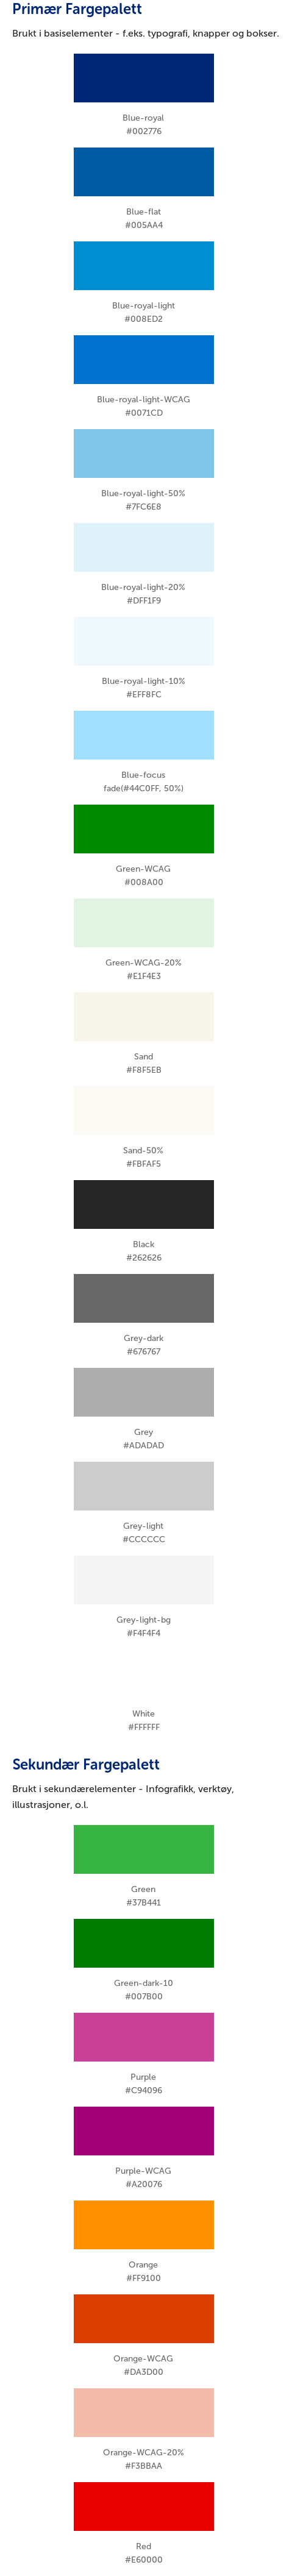 Primær Fargepalett
Brukt i basiselementer - f.eks. typografi, knapper og bokser.
Blue-royal
#002776
Blue-flat
#005AA4
Blue-royal-light
#008ED2
Blue-royal-light-WCAG
#0071CD
Blue-royal-light-50%
#7FC6E8
Blue-royal-light-20%
#DFF1F9
Blue-royal-light-10%
#EFF8FC
Blue-focus
fade(#44C0FF, 50%)
Green-WCAG
#008A00
Green-WCAG-20%
#E1F4E3
Sand
#F8F5EB
Sand-50%
#FBFAF5
Black
#262626
Grey-dark
#676767
Grey
#ADADAD
Grey-light
#CCCCCC
Grey-light-bg
#F4F4F4
White
#FFFFFF
Sekundær Fargepalett
Brukt i sekundærelementer - Infografikk, verktøy,
illustrasjoner, o.l.
Green
#37B441
Green-dark-10
#007B00
Purple
#C94096
Purple-WCAG
#A20076
Orange
#FF9100
Orange-WCAG
#DA3D00
Orange-WCAG-20%
#F3BBAA
Red
#E60000